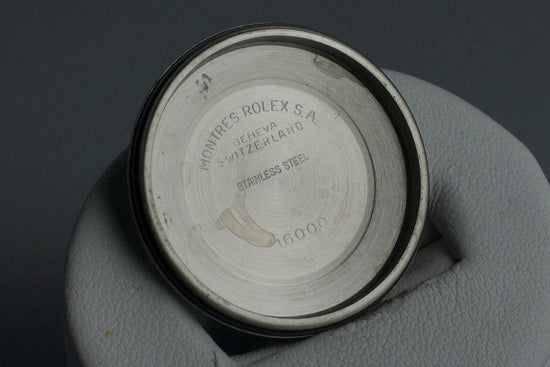 MONTRES ROLEX S.A.
GENEVA
SWITZERLAND
STAINLESS STEEL
16000